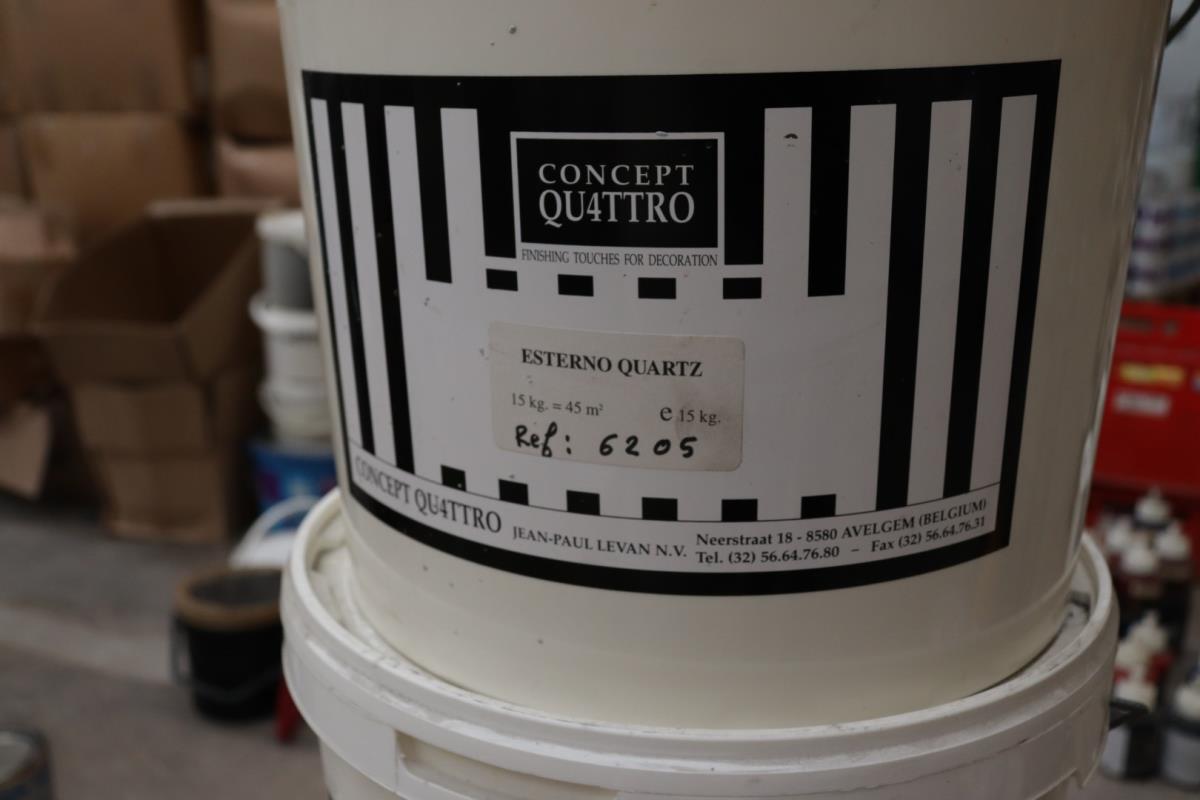 CONCEPT
QU4TTRO
FINISHING TOUCHES FOR DECORATION
ESTERNO QUARTZ
15 kg. = 45 m² e 15 kg.
Ref: 6205
CONCEPT QU4TTRO JEAN-PAUL LEVAN N.V.
Neerstraat 18 - 8580 AVELGEM (BELGIUM)
Tel. (32) 56.64.76.80 – Fax (32) 56.64.76.31